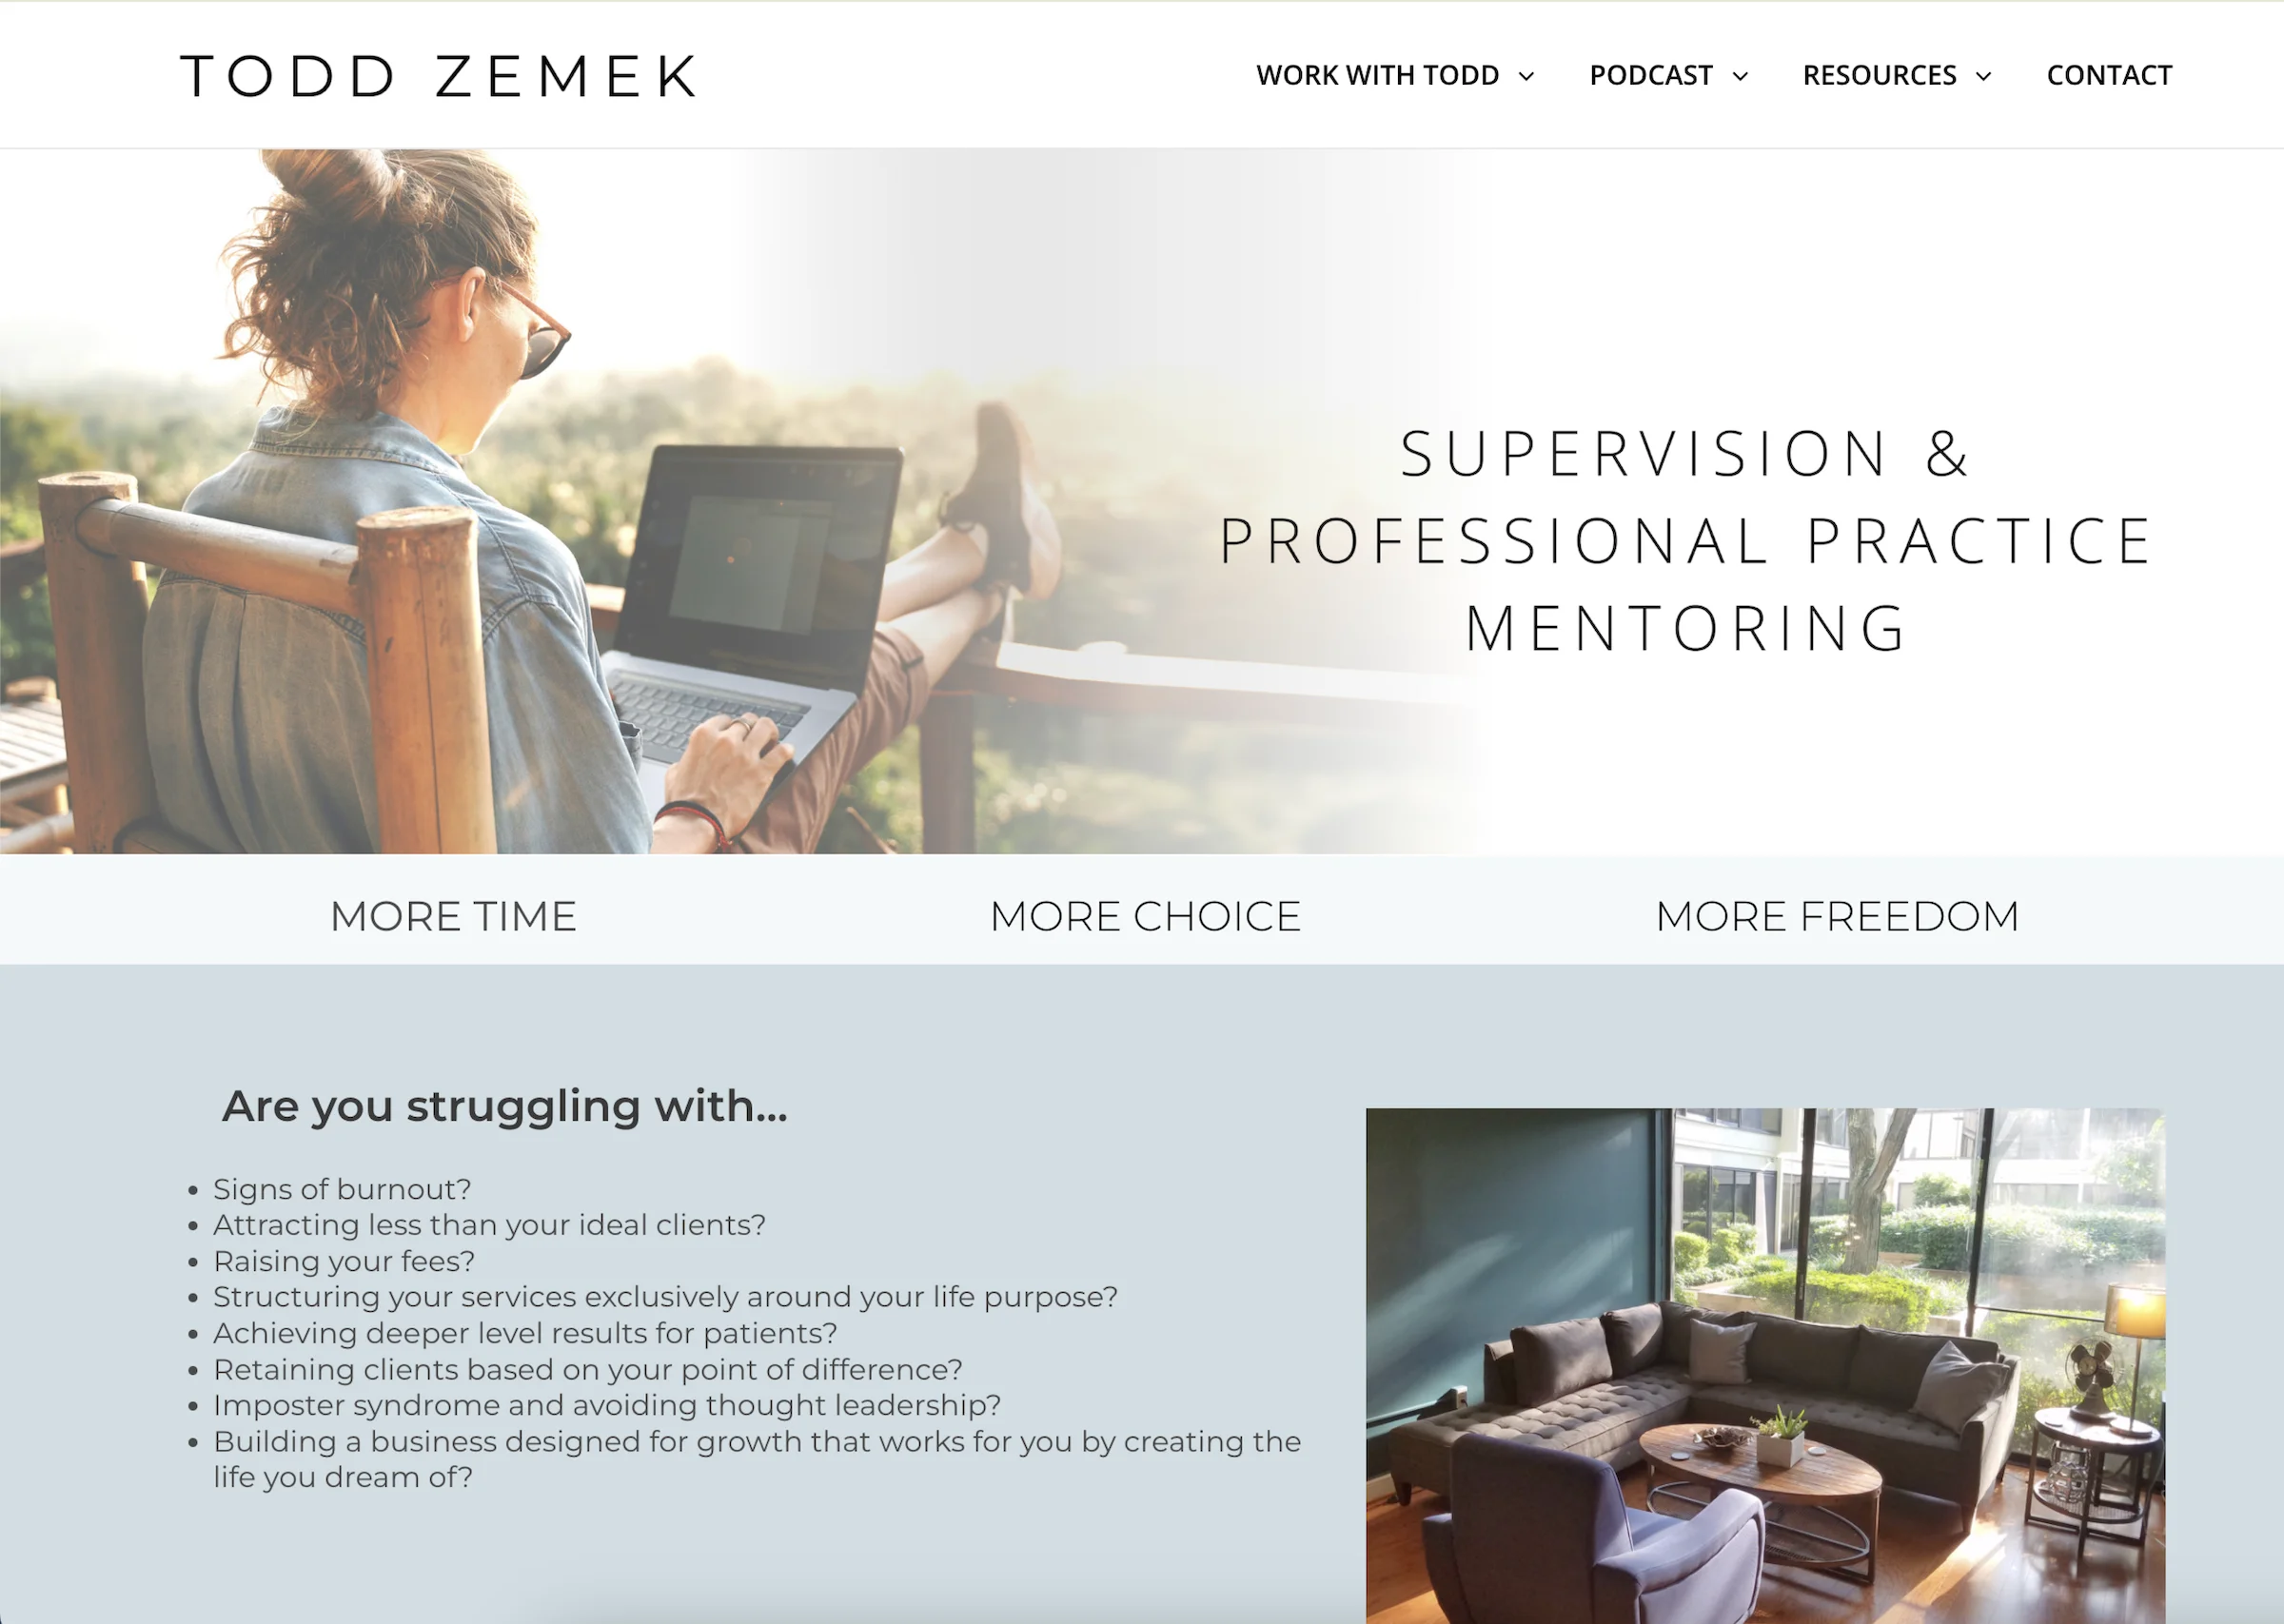 TODD ZEMEK
WORK WITH TODD
PODCAST
RESOURCES
CONTACT
SUPERVISION &
PROFESSIONAL PRACTICE
MENTORING
MORE TIME
MORE CHOICE
MORE FREEDOM
Are you struggling with...
• Signs of burnout?
• Attracting less than your ideal clients?
• Raising your fees?
• Structuring your services exclusively around your life purpose?
• Achieving deeper level results for patients?
• Retaining clients based on your point of difference?
• Imposter syndrome and avoiding thought leadership?
• Building a business designed for growth that works for you by creating the
life you dream of?